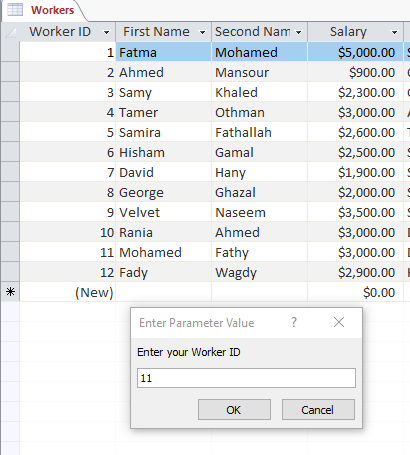 Workers
Worker ID First Name Second Nam Salary
1 Fatma Mohamed $5,000.00 S
2 Ahmed Mansour $900.00 C
3 Samy Khaled $2,300.00 C
4 Tamer Othman $3,000.00 A
5 Samira Fathallah $2,600.00 T
6 Hisham Gamal $2,500.00 S
7 David Hany $1,900.00 S
8 George Ghazal $2,000.00 S
9 Velvet Naseem $3,500.00 S
10 Rania Ahmed $3,000.00 D
11 Mohamed Fathy $3,000.00 D
12 Fady Wagdy $2,900.00 H
(New) $0.00
Enter Parameter Value ?
Enter your Worker ID
11
OK Cancel